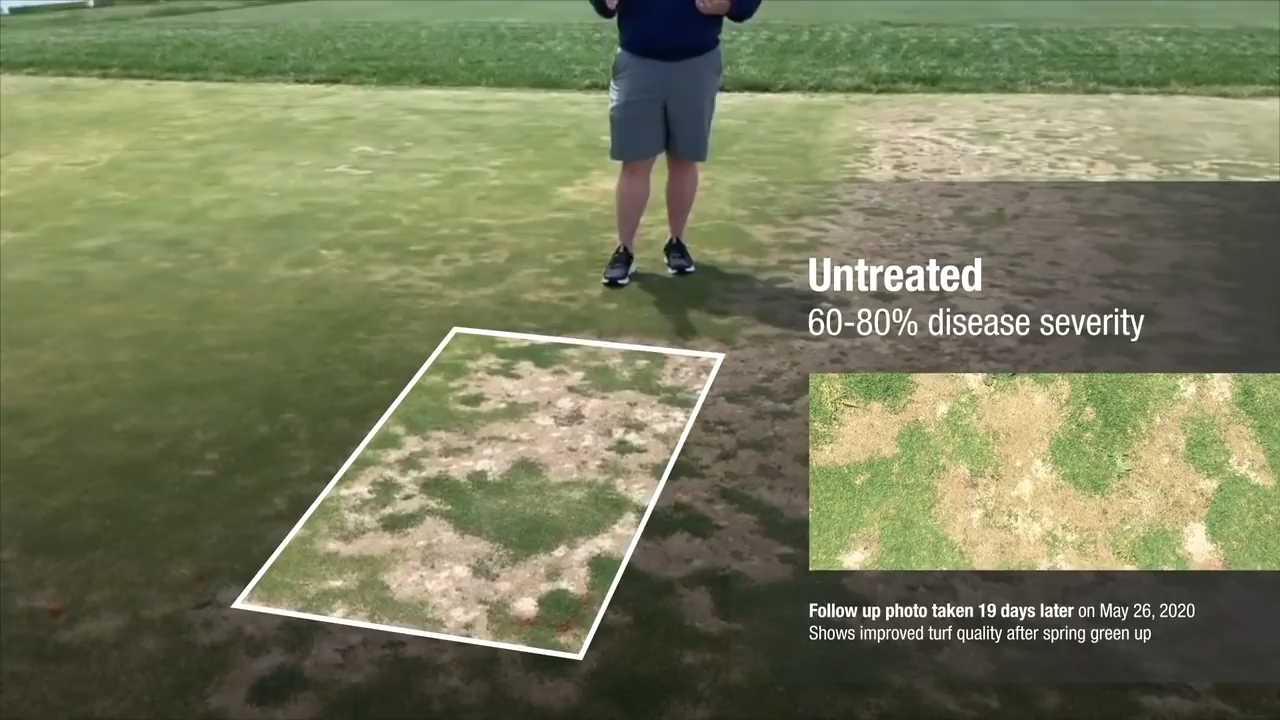 Untreated
60-80% disease severity
Follow up photo taken 19 days later on May 26, 2020
Shows improved turf quality after spring green up